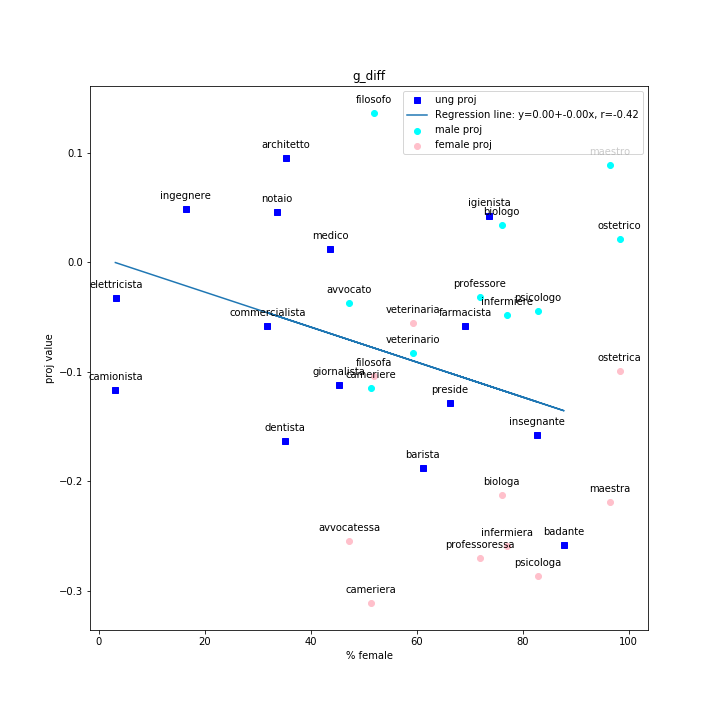 g_diff
filosofo
ung proj
Regression line: y=0.00+-0.00x, r=-0.42
male proj
female proj
maestro
0.1
architetto
ingegnere
notaio
igienista
biologo
medico
ostetrico
0.0
elettricista
avvocato
professore
psicologo
infermiere
commercialista
veterinaria
farmacista
veterinario
filosofa
ostetrica
−0.1
camionista
giornalista
cameriere
preside
dentista
insegnante
barista
−0.2
biologa
maestra
avvocatessa
infermiera
badante
professoressa
psicologa
cameriera
−0.3
proj value
0
20
40
60
80
100
% female